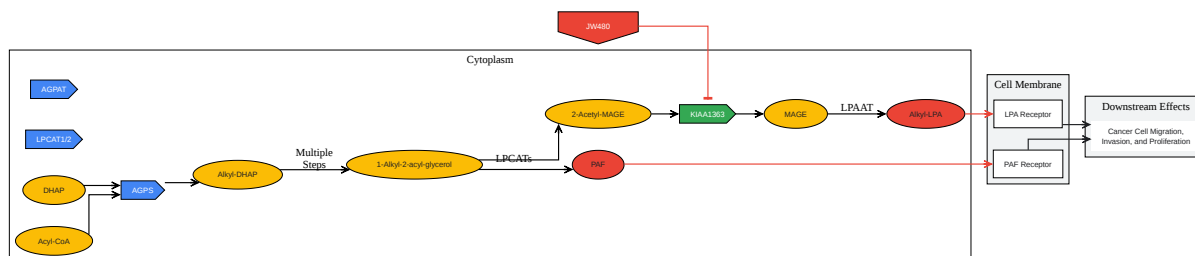 JW480
Cytoplasm
AGPAT
LPCAT1/2
DHAP
Acyl-CoA
AGPS
Alkyl-DHAP
Multiple
Steps
1-Alkyl-2-acyl-glycerol
LPCATs
2-Acetyl-MAGE
PAF
KIAA1363
MAGE
LPAAT
Alkyl-LPA
Cell Membrane
LPA Receptor
PAF Receptor
Downstream Effects
Cancer Cell Migration,
Invasion, and Proliferation